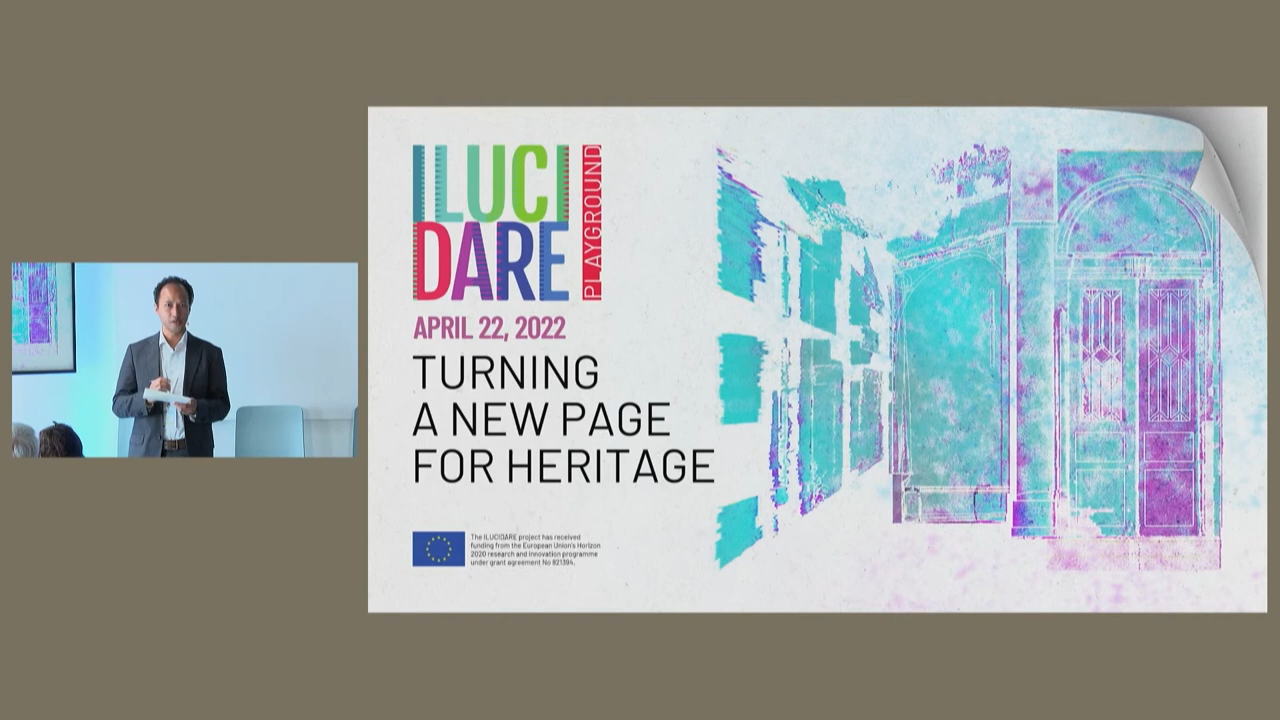 ILUCI
DARE
PLAYGROUND
APRIL 22, 2022
TURNING
A NEW PAGE
FOR HERITAGE
The ILUCIDARE project has received
funding from the European Union's Horizon
2020 research and innovation programme
under grant agreement No 821394.